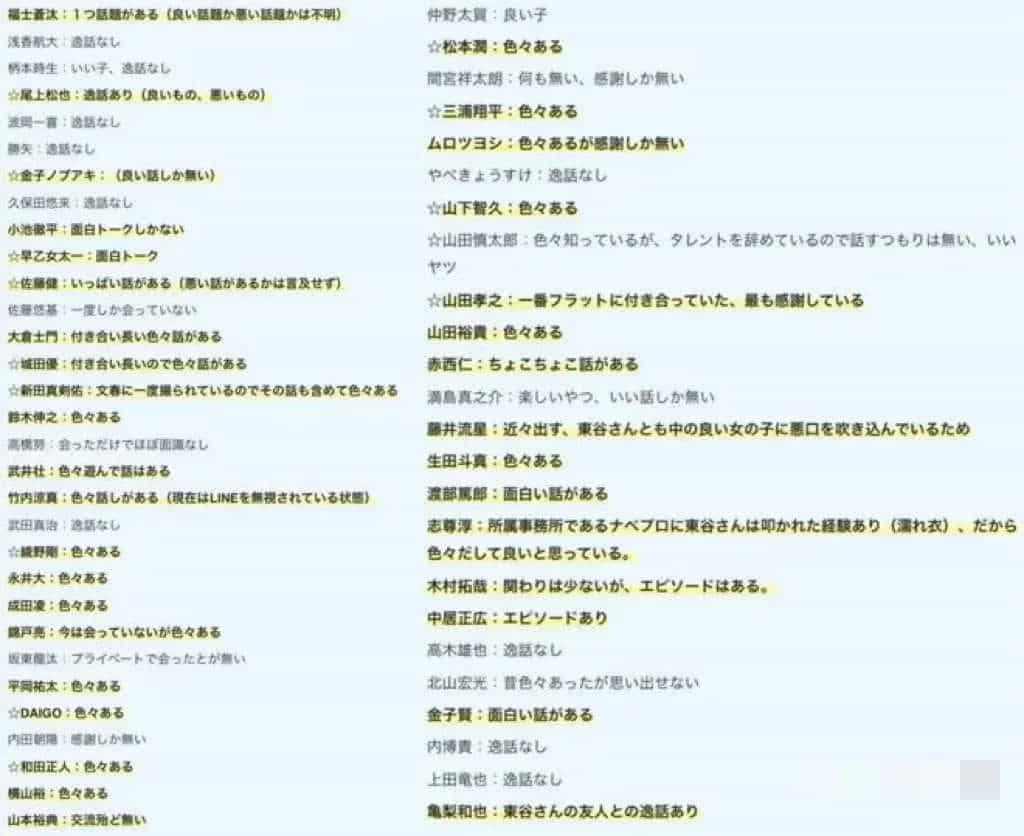 福士蒼汰：１つ話題がある（良い話題か悪い話題かは不明）
浅香航大：逸話なし
柄本時生：いい子、逸話なし
☆尾上松也：逸話あり（良いもの、悪いもの）
波岡一喜：逸話なし
勝矢：逸話なし
☆金子ノブアキ：（良い話しか無い）
久保田悠来：逸話なし
小池徹平：面白トークしかない
☆早乙女太一：面白トーク
☆佐藤健：いっぱい話がある（悪い話があるかは言及せず）
佐藤悠基：一度しか会っていない
大倉士門：付き合い長い色々話がある
☆城田優：付き合い長いので色々話がある
☆新田真剣佑：文春に一度撮られているのでその話も含めて色々ある
鈴木伸之：色々ある
高橋努：会っただけでほぼ面識なし
武井壮：色々遊んで話はある
竹内涼真：色々話しがある（現在はLINEを無視されている状態）
武田真治：逸話なし
☆綾野剛：色々ある
永井大：色々ある
成田凌：色々ある
錦戸亮：今は会っていないが色々ある
坂東龍汰：プライベートで会ったとが無い
平岡祐太：色々ある
☆DAIGO：色々ある
内田朝陽：感謝しか無い
☆和田正人：色々ある
横山裕：色々ある
山本裕典：交流殆ど無い
仲野太賀：良い子
☆松本潤：色々ある
間宮祥太朗：何も無い、感謝しか無い
☆三浦翔平：色々ある
ムロツヨシ：色々あるが感謝しか無い
やべきょうすけ：逸話なし
☆山下智久：色々ある
☆山田慎太郎：色々知っているが、タレントを辞めているので話すつもりは無い、いい
ヤツ
☆山田孝之：一番フラットに付き合っていた、最も感謝している
山田裕貴：色々ある
赤西仁：ちょこちょこ話がある
満島真之介：楽しいやつ、いい話しか無い
藤井流星：近々出す、東谷さんとも中の良い女の子に悪口を吹き込んでいるため
生田斗真：色々ある
渡部篤郎：面白い話がある
志尊淳：所属事務所であるナベプロに東谷さんは叩かれた経験あり（濡れ衣）、だから
色々だして良いと思っている。
木村拓哉：関わりは少ないが、エピソードはある。
中居正広：エピソードあり
高木雄也：逸話なし
北山宏光：昔色々あったが思い出せない
金子賢：面白い話がある
内博貴：逸話なし
上田竜也：逸話なし
亀梨和也：東谷さんの友人との逸話あり